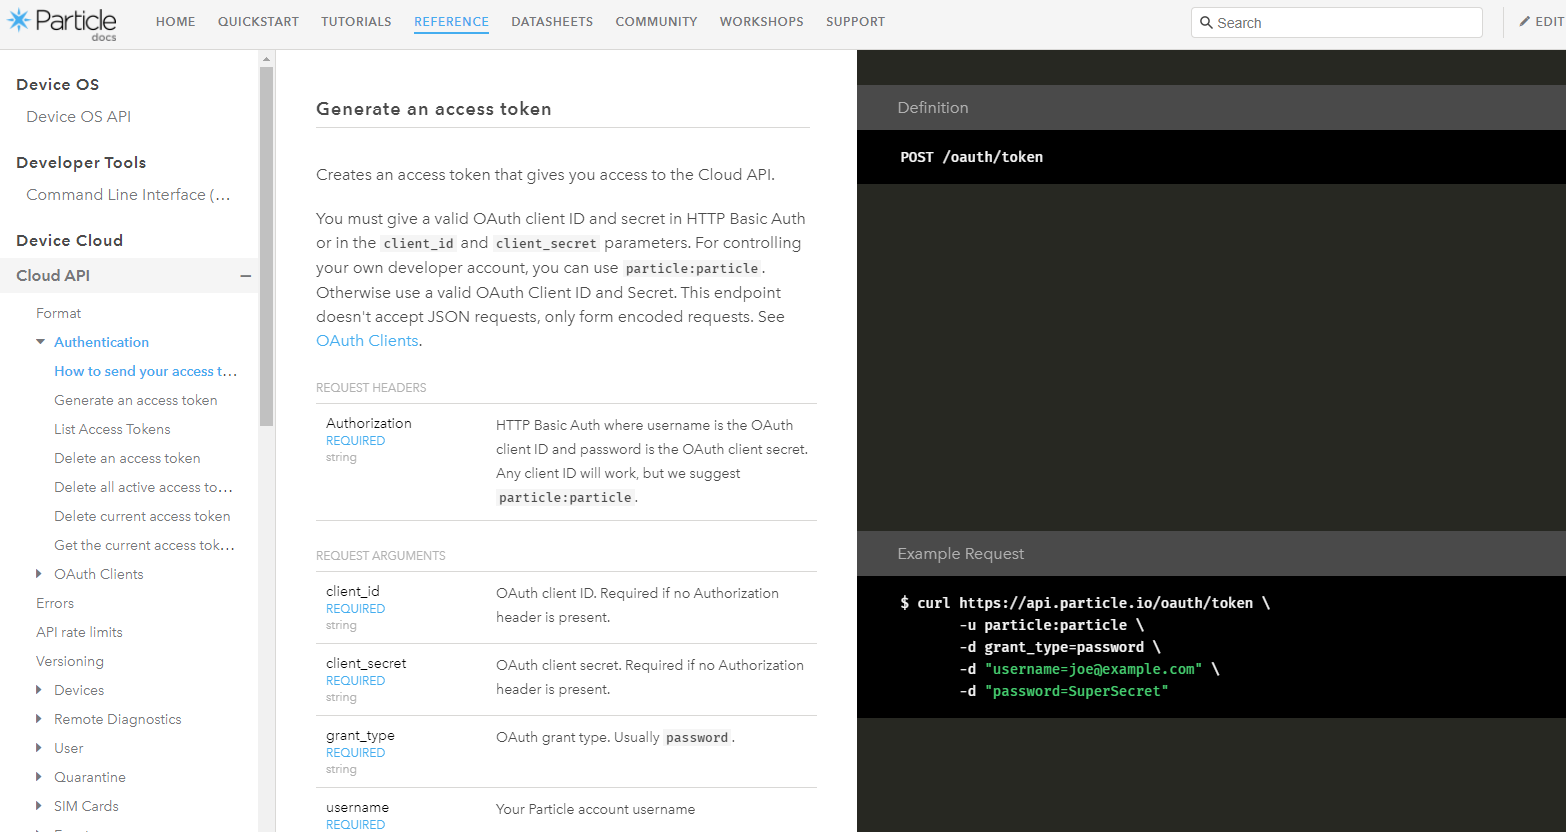 Particle
docs
HOME QUICKSTART TUTORIALS REFERENCE DATASHEETS COMMUNITY WORKSHOPS SUPPORT
Search
EDIT
Device OS
Device OS API
Developer Tools
Command Line Interface (...
Device Cloud
Cloud API
Format
Authentication
How to send your access t...
Generate an access token
List Access Tokens
Delete an access token
Delete all active access to...
Delete current access token
Get the current access tok...
OAuth Clients
Errors
API rate limits
Versioning
Devices
Remote Diagnostics
User
Quarantine
SIM Cards
Generate an access token
Creates an access token that gives you access to the Cloud API.
You must give a valid OAuth client ID and secret in HTTP Basic Auth
or in the client_id and client_secret parameters. For controlling
your own developer account, you can use particle:particle.
Otherwise use a valid OAuth Client ID and Secret. This endpoint
doesn't accept JSON requests, only form encoded requests. See
OAuth Clients.
REQUEST HEADERS
Authorization
REQUIRED
string
HTTP Basic Auth where username is the OAuth
client ID and password is the OAuth client secret.
Any client ID will work, but we suggest
particle:particle.
REQUEST ARGUMENTS
client_id
REQUIRED
string
OAuth client ID. Required if no Authorization
header is present.
client_secret
REQUIRED
string
OAuth client secret. Required if no Authorization
header is present.
grant_type
REQUIRED
string
OAuth grant type. Usually password.
username
REQUIRED
Your Particle account username
Definition
POST /oauth/token
Example Request
$ curl https://api.particle.io/oauth/token \
-u particle:particle \
-d grant_type=password \
-d "username=joe@example.com" \
-d "password=SuperSecret"